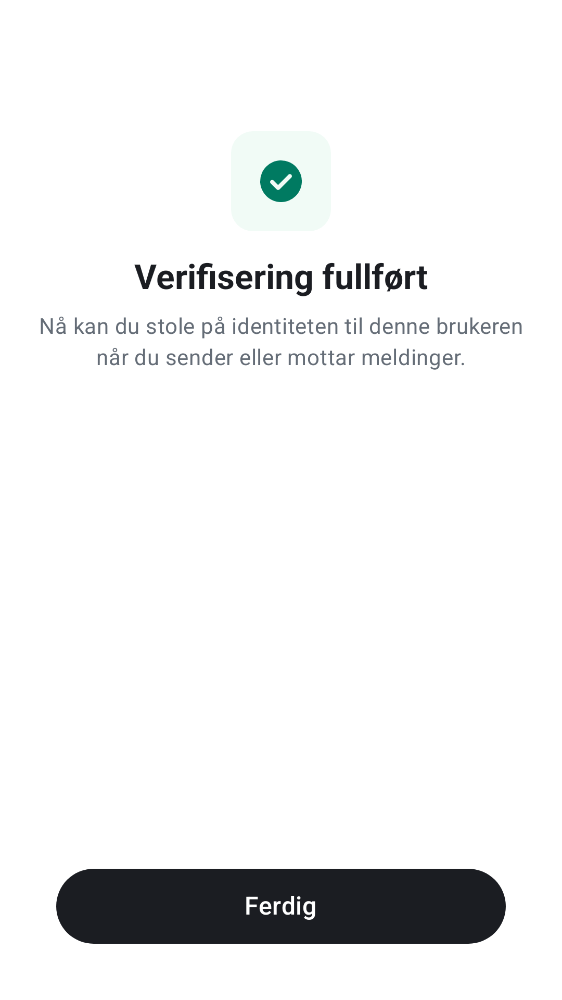 Verifisering fullført
Nå kan du stole på identiteten til denne brukeren
når du sender eller mottar meldinger.
Ferdig